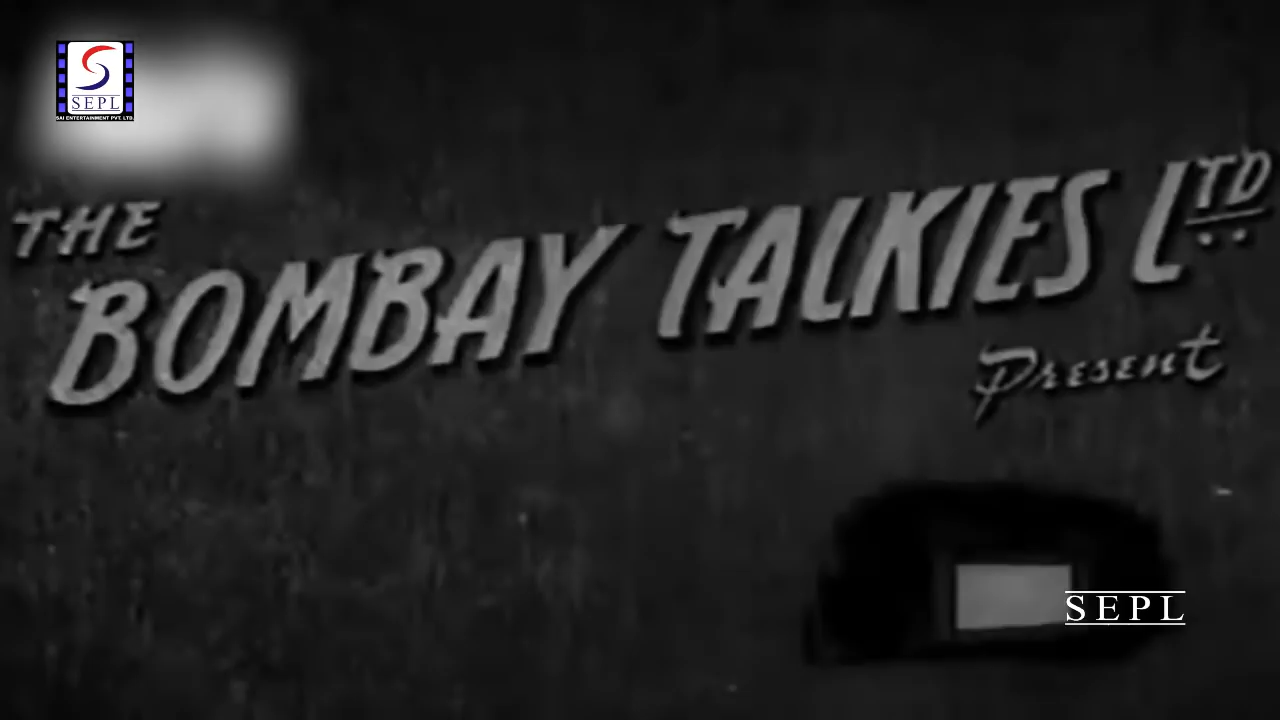 SEPL
SAI ENTERTAINMENT PVT. LTD.
THE
BOMBAY TALKIES LTD
Present
SEPL